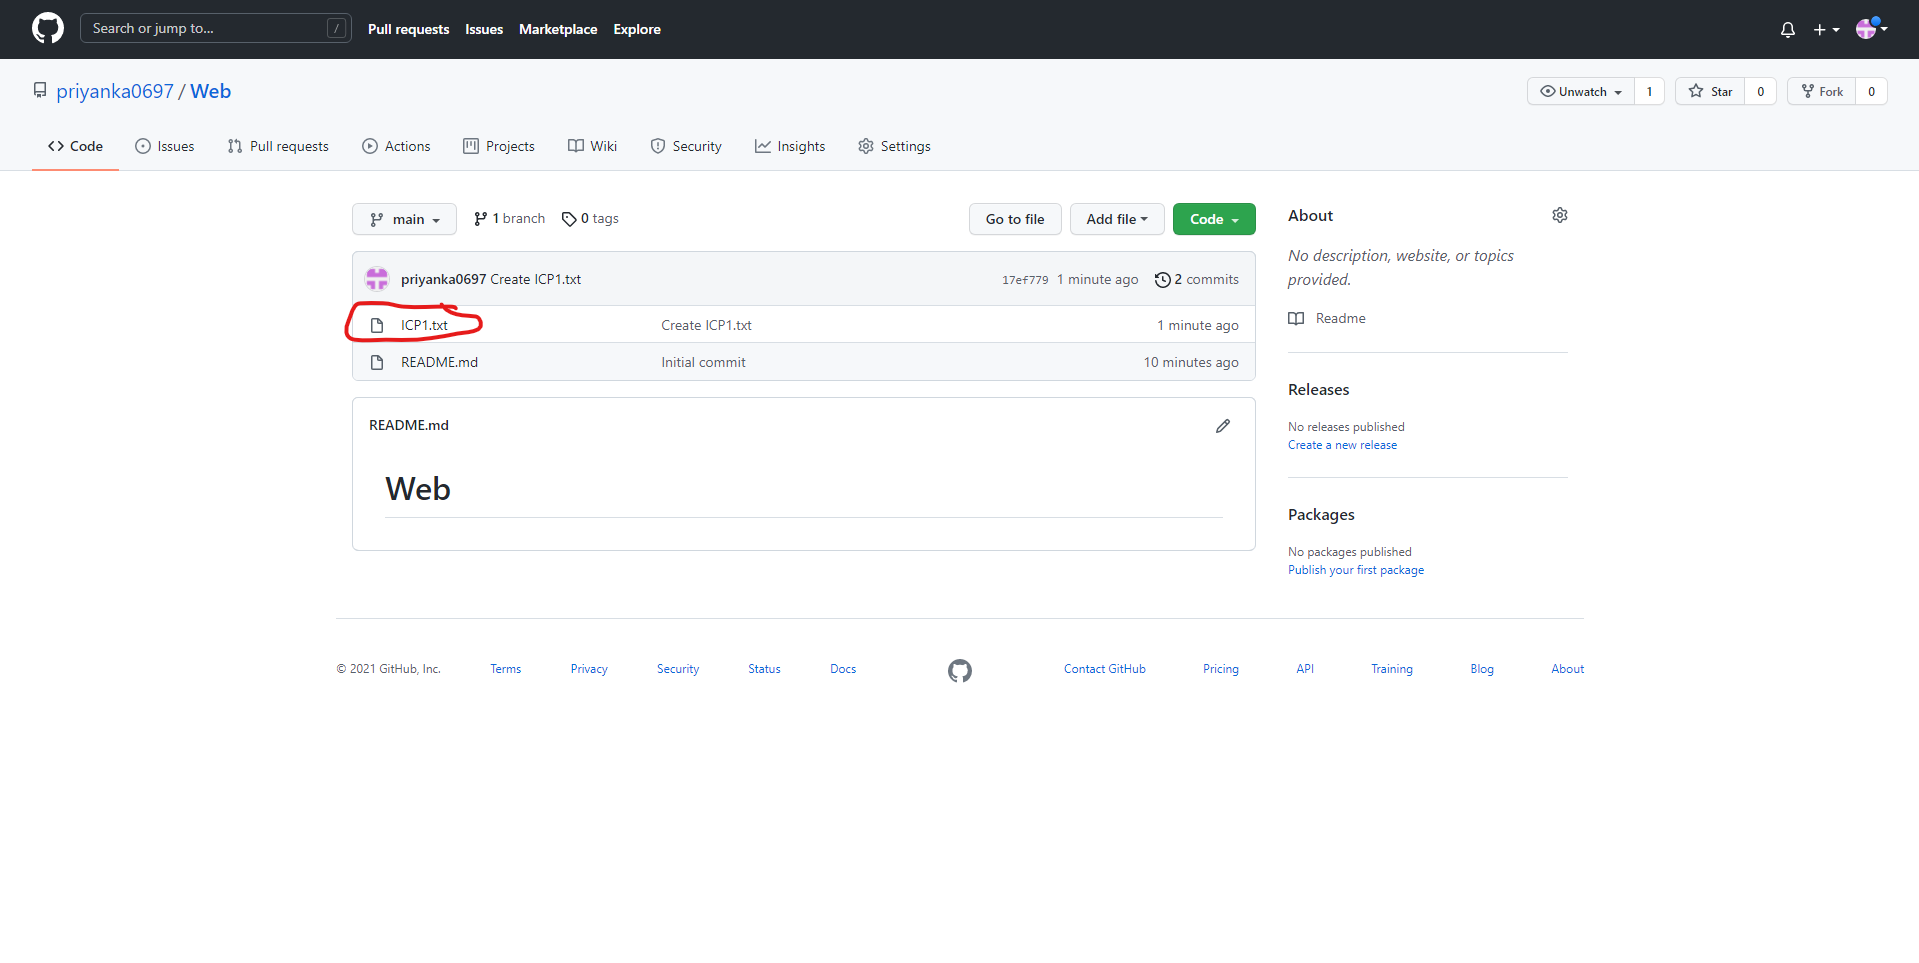 Search or jump to... /
Pull requests Issues Marketplace Explore
priyanka0697 / Web
Unwatch 1 Star 0 Fork 0
Code Issues Pull requests Actions Projects Wiki Security Insights Settings
main 1 branch 0 tags Go to file Add file Code
priyanka0697 Create ICP1.txt 17ef779 1 minute ago 2 commits
ICP1.txt Create ICP1.txt 1 minute ago
README.md Initial commit 10 minutes ago
README.md
Web
About
No description, website, or topics
provided.
Readme
Releases
No releases published
Create a new release
Packages
No packages published
Publish your first package
© 2021 GitHub, Inc. Terms Privacy Security Status Docs Contact GitHub Pricing API Training Blog About